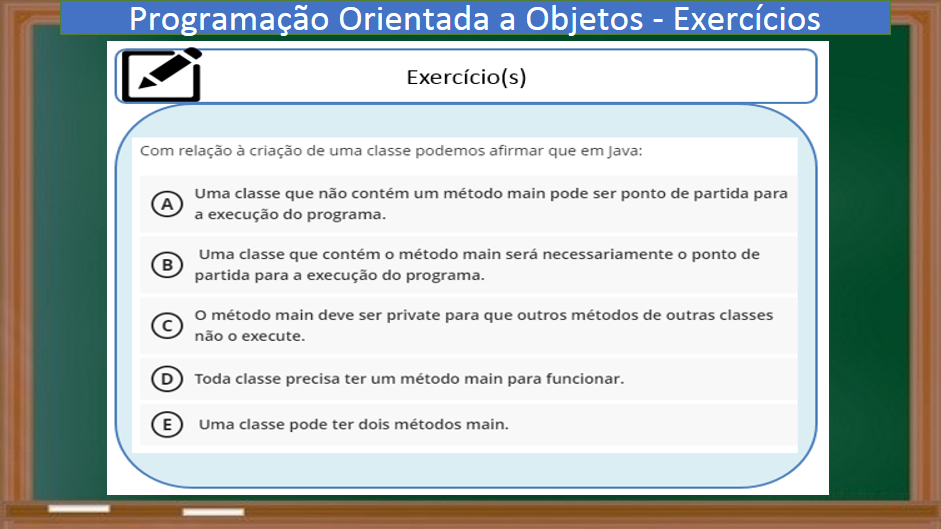 Programação Orientada a Objetos - Exercícios
Exercício(s)
Com relação à criação de uma classe podemos afirmar que em Java:
A Uma classe que não contém um método main pode ser ponto de partida para
a execução do programa.
B Uma classe que contém o método main será necessariamente o ponto de
partida para a execução do programa.
C O método main deve ser private para que outros métodos de outras classes
não o execute.
D Toda classe precisa ter um método main para funcionar.
E Uma classe pode ter dois métodos main.